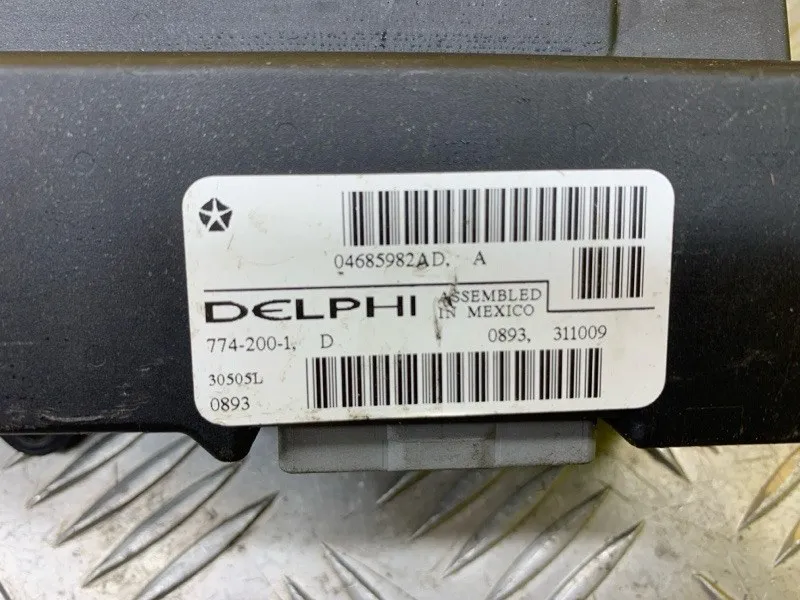 04685982AD, A
DELPHI
ASSEMBLED
IN MEXICO
774-200-1, D
0893, 311009
30505L
0893